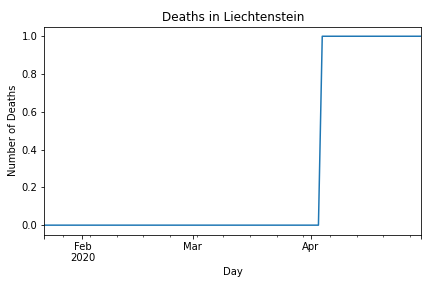 Deaths in Liechtenstein
1.0
0.8
0.6
0.4
0.2
0.0
Number of Deaths
Feb
2020
Mar
Apr
Day